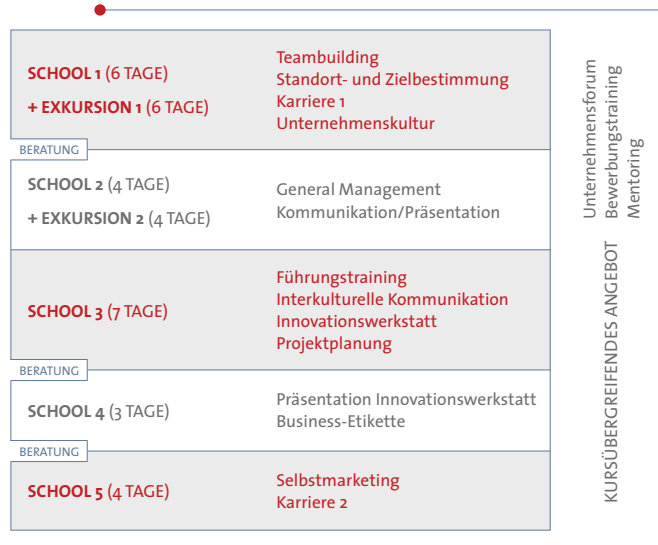 SCHOOL 1 (6 TAGE)
+ EXKURSION 1 (6 TAGE)
Teambuilding
Standort- und Zielbestimmung
Karriere 1
Unternehmenskultur
BERATUNG
SCHOOL 2 (4 TAGE)
+ EXKURSION 2 (4 TAGE)
General Management
Kommunikation/Präsentation
SCHOOL 3 (7 TAGE)
Führungstraining
Interkulturelle Kommunikation
Innovationswerkstatt
Projektplanung
BERATUNG
SCHOOL 4 (3 TAGE)
Präsentation Innovationswerkstatt
Business-Etikette
BERATUNG
SCHOOL 5 (4 TAGE)
Selbstmarketing
Karriere 2
KURSÜBERGREIFENDES ANGEBOT
Unternehmensforum
Bewerbungstraining
Mentoring